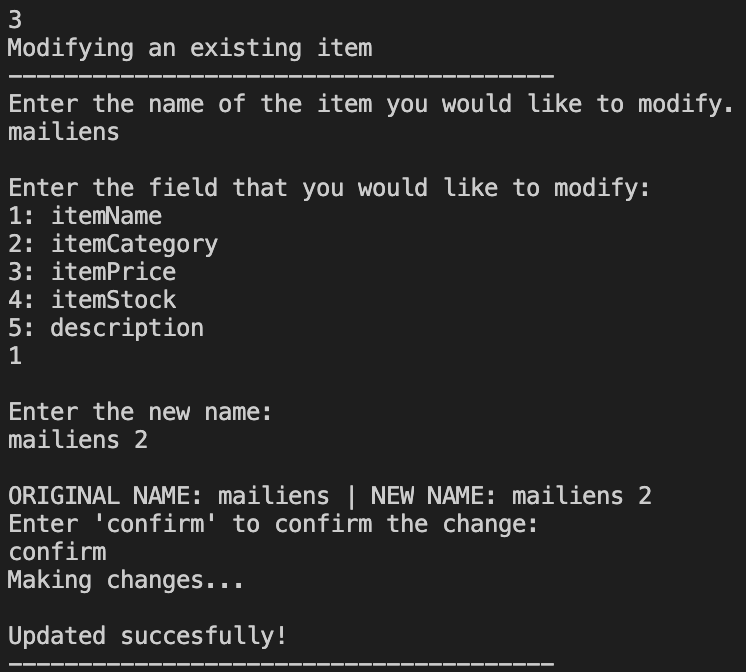 3
Modifying an existing item
---------------------------------------
Enter the name of the item you would like to modify.
mailiens
Enter the field that you would like to modify:
1: itemName
2: itemCategory
3: itemPrice
4: itemStock
5: description
1
Enter the new name:
mailiens 2
ORIGINAL NAME: mailiens | NEW NAME: mailiens 2
Enter 'confirm' to confirm the change:
confirm
Making changes...
Updated succesfully!
---------------------------------------